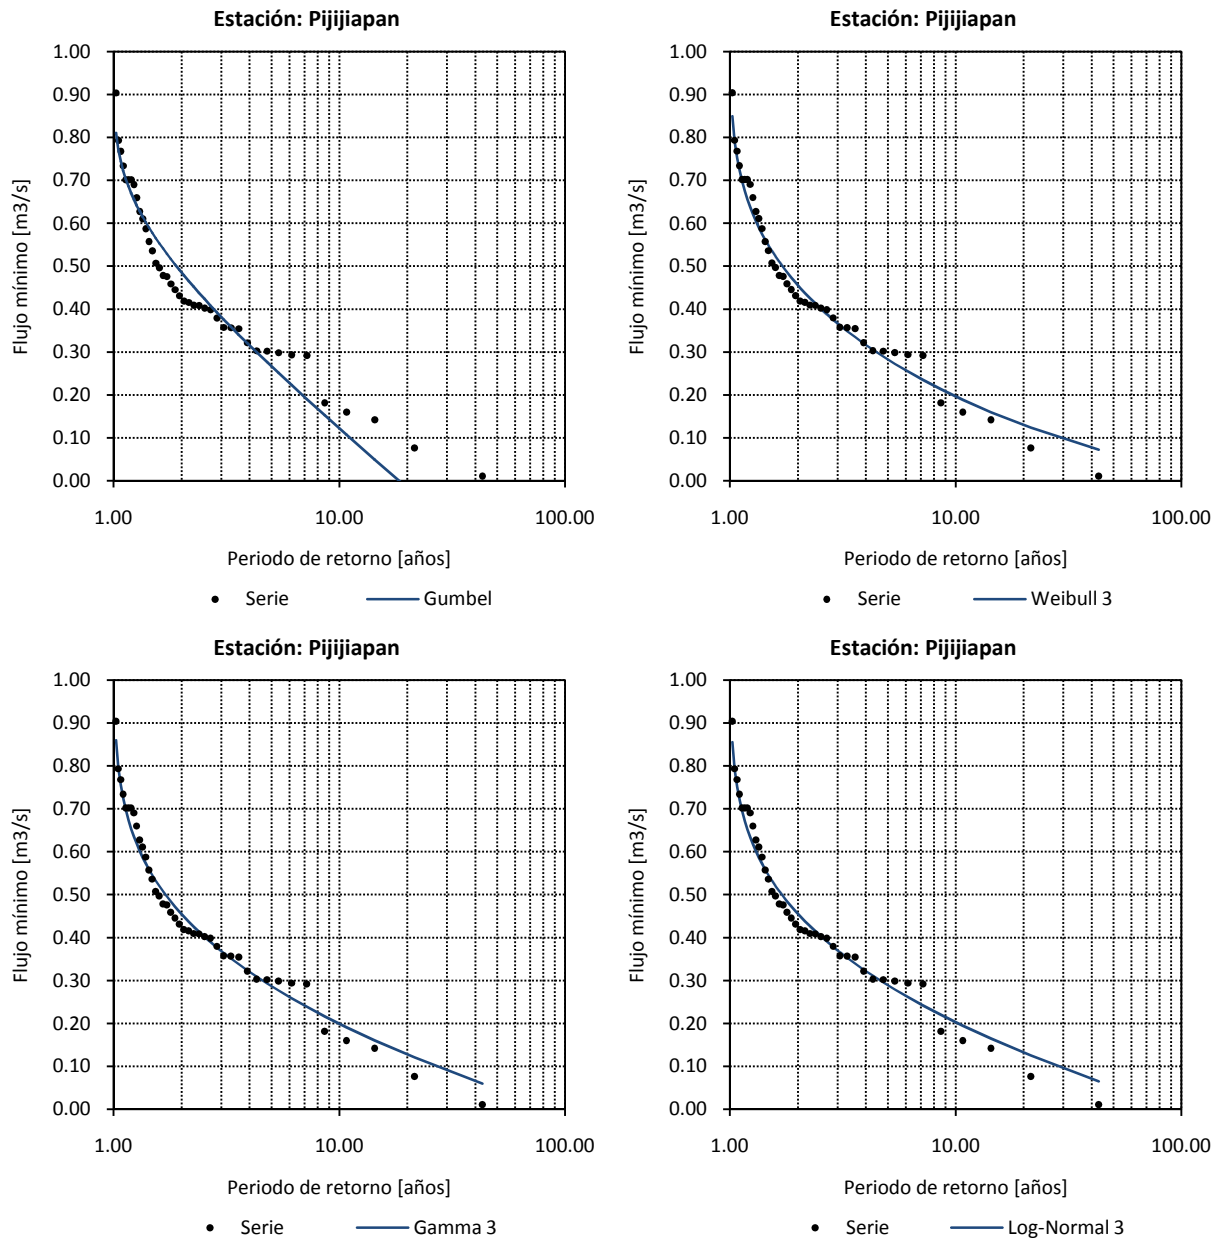 Estación: Pijijiapan
1.00
0.90
0.80
0.70
0.60
0.50
0.40
0.30
0.20
0.10
0.00
Flujo mínimo [m3/s]
1.00 10.00 100.00
Periodo de retorno [años]
Serie Gumbel
Estación: Pijijiapan
1.00
0.90
0.80
0.70
0.60
0.50
0.40
0.30
0.20
0.10
0.00
Flujo mínimo [m3/s]
1.00 10.00 100.00
Periodo de retorno [años]
Serie Weibull 3
Estación: Pijijiapan
1.00
0.90
0.80
0.70
0.60
0.50
0.40
0.30
0.20
0.10
0.00
Flujo mínimo [m3/s]
1.00 10.00 100.00
Periodo de retorno [años]
Serie Gamma 3
Estación: Pijijiapan
1.00
0.90
0.80
0.70
0.60
0.50
0.40
0.30
0.20
0.10
0.00
Flujo mínimo [m3/s]
1.00 10.00 100.00
Periodo de retorno [años]
Serie Log-Normal 3